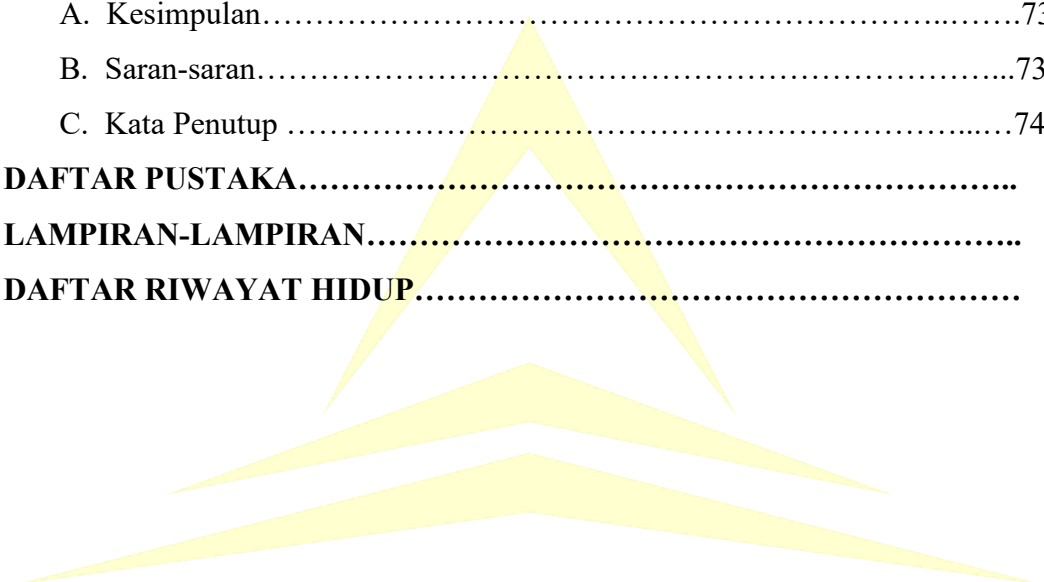 A. Kesimpulan…………………………………………………………..…….73
B. Saran-saran……………………………………………………………...73
C. Kata Penutup …………………………………………………………...…74
DAFTAR PUSTAKA…………………………………………………………..
LAMPIRAN-LAMPIRAN……………………………………………………..
DAFTAR RIWAYAT HIDUP…………………………………………………